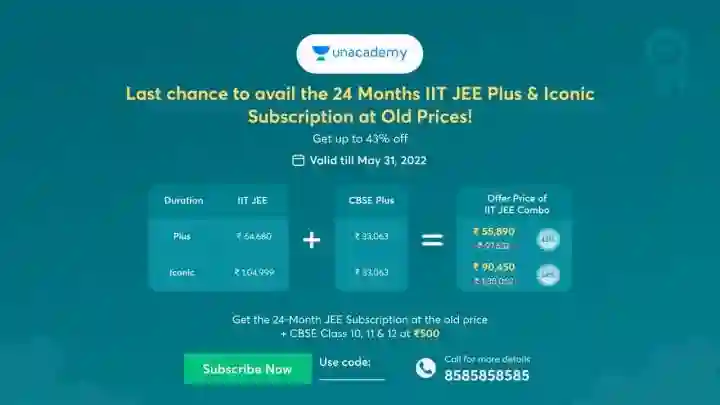 unacademy
Last chance to avail the 24 Months IIT JEE Plus & Iconic
Subscription at Old Prices!
Get up to 43% off
Valid till May 31, 2022
Duration IIT JEE
Plus ₹ 64,680
Iconic ₹ 1,04,999
+
CBSE Plus
₹ 33,063
₹ 33,063
=
Offer Price of
IIT JEE Combo
₹ 55,890
₹ 90,450
Get the 24-Month JEE Subscription at the old price
+ CBSE Class 10, 11 & 12 at ₹500
Subscribe Now
Use code:
Call for more details
8585858585